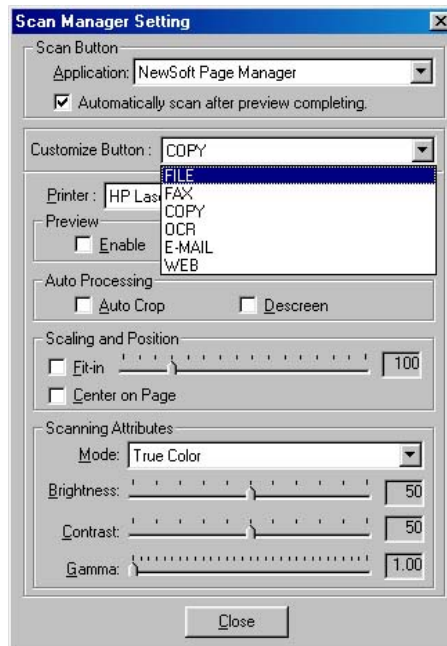 Scan Manager Setting
Scan Button
Application: NewSoft Page Manager
Automatically scan after preview completing.
Customize Button : COPY
FILE
FAX
COPY
OCR
E-MAIL
WEB
Printer : HP Las
Preview
Enable
Auto Processing
Auto Crop Descreen
Scaling and Position
Fit-in 100
Center on Page
Scanning Attributes
Mode: True Color
Brightness: 50
Contrast: 50
Gamma: 1.00
Close